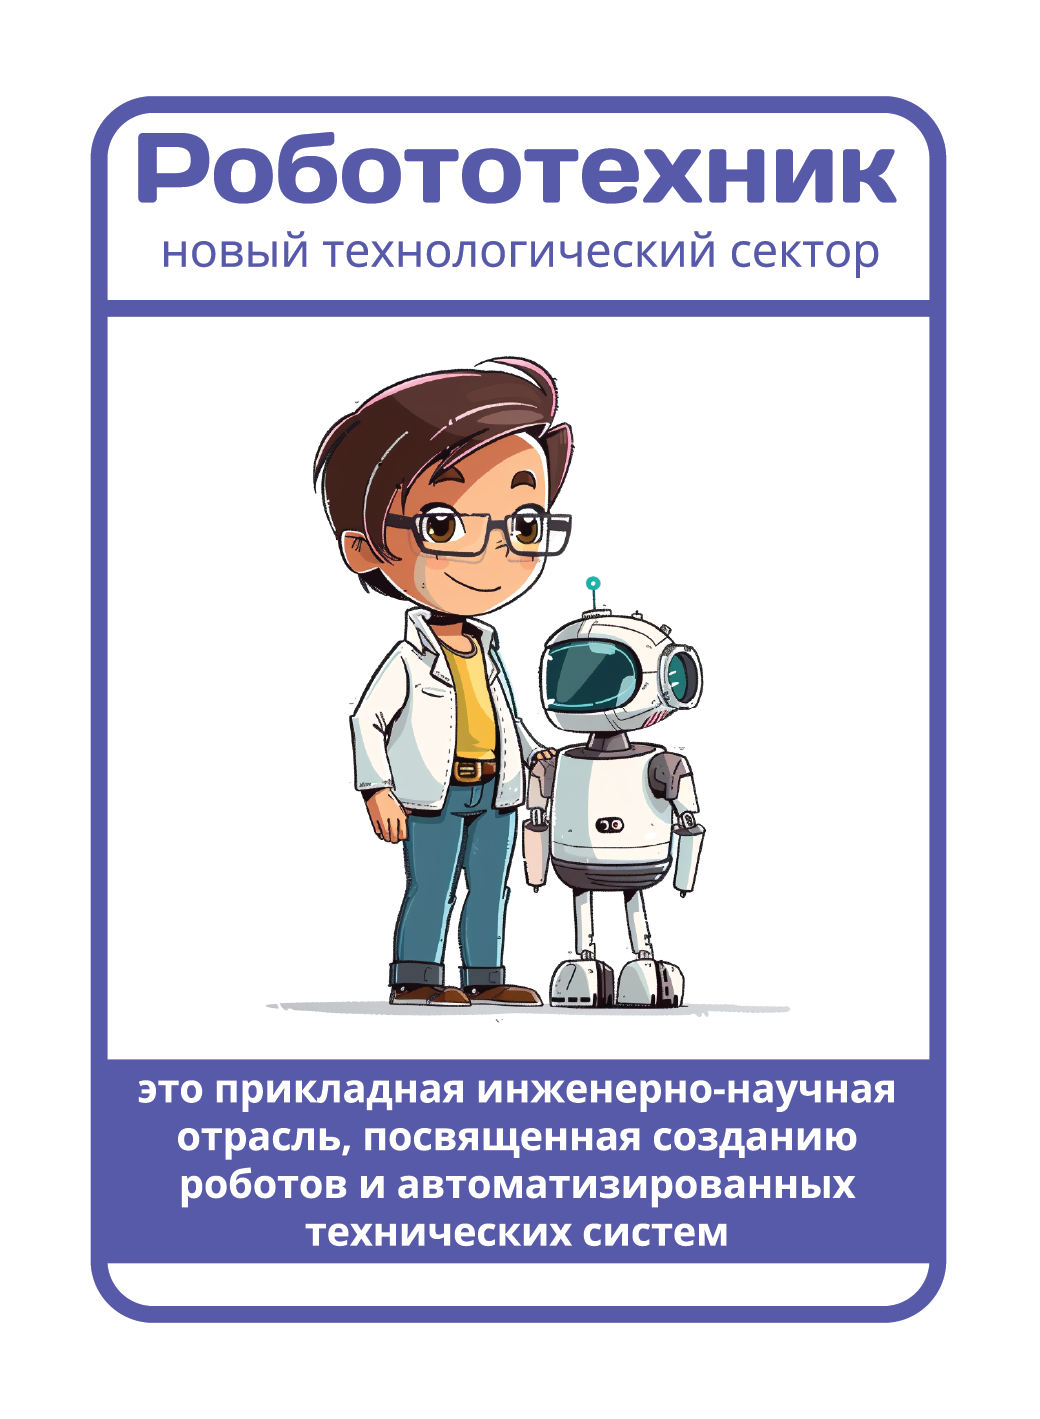 Робототехник
новый технологический сектор
это прикладная инженерно-научная
отрасль, посвященная созданию
роботов и автоматизированных
технических систем